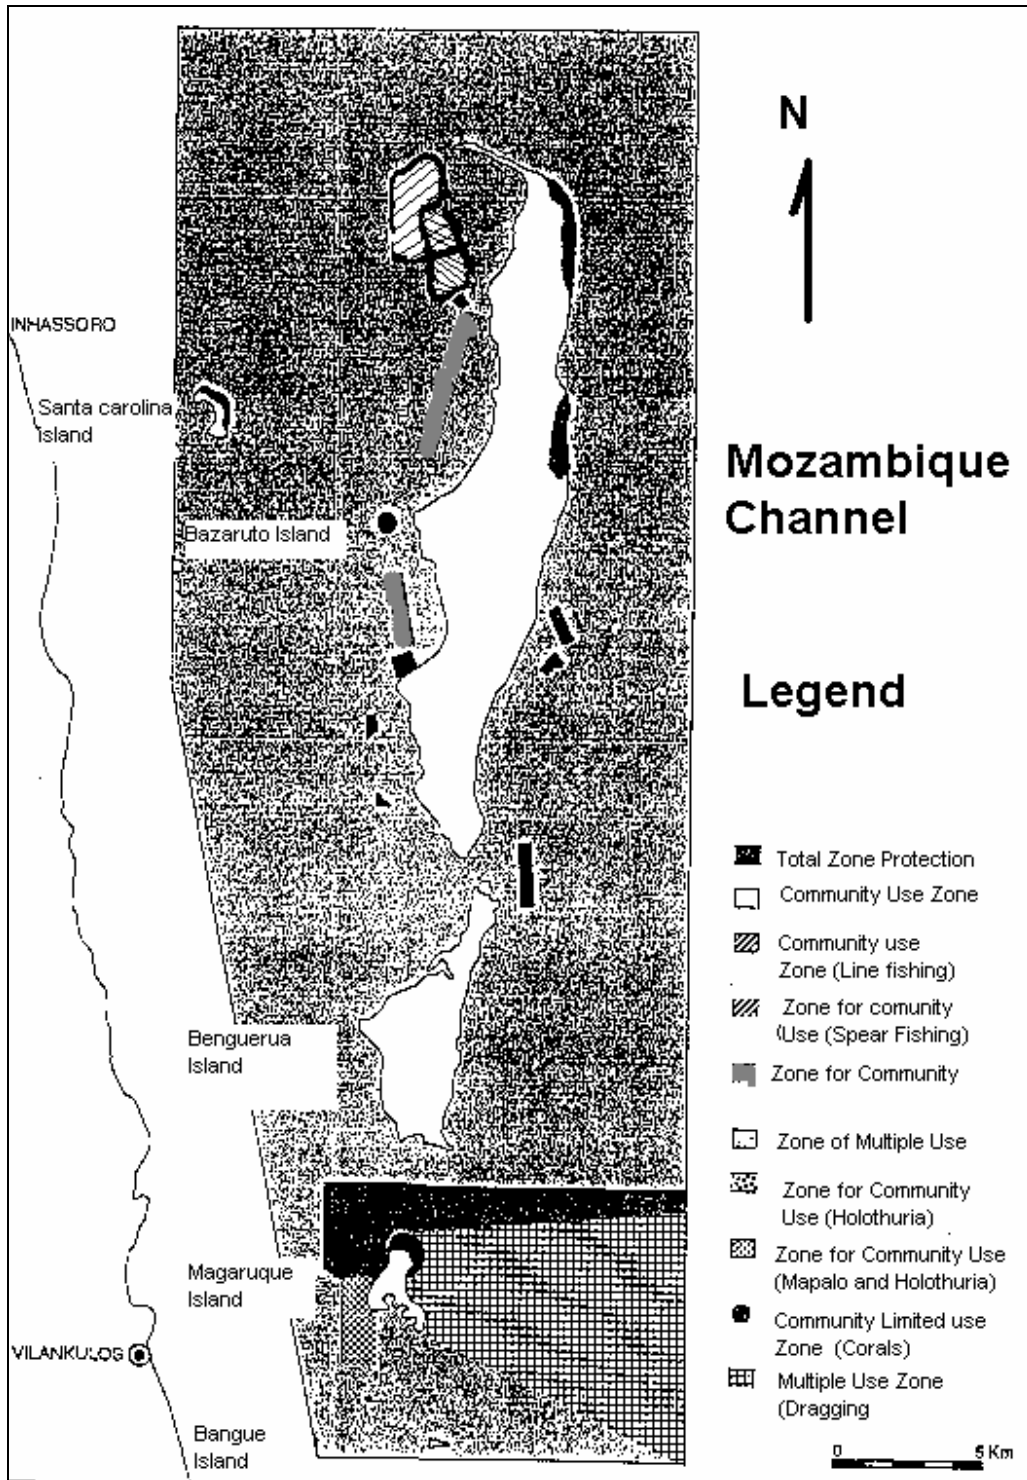 N
INHASSORO
Santa carolina
Island
Mozambique
Channel
Bazaruto Island
Legend
Total Zone Protection
Community Use Zone
Community use
Zone (Line fishing)
Zone for comunity
Use (Spear Fishing)
Zone for Community
Benguerua
Island
Zone of Multiple Use
Zone for Community
Use (Holothuria)
Zone for Community Use
(Mapalo and Holothuria)
Magaruque
Island
Community Limited use
Zone (Corals)
VILANKULOS
Multiple Use Zone
(Dragging
Bangue
Island
0 5 Km